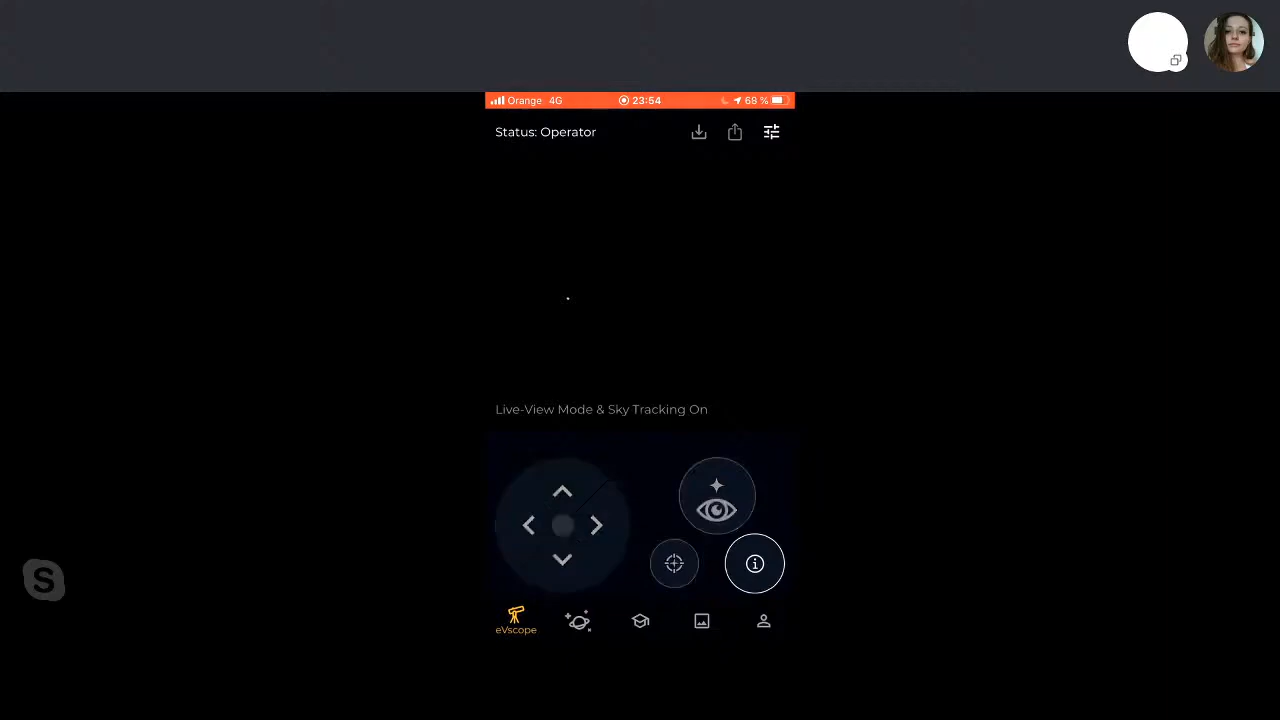 Orange 4G 23:54 68 %
Status: Operator
Live-View Mode & Sky Tracking On
S
eVscope